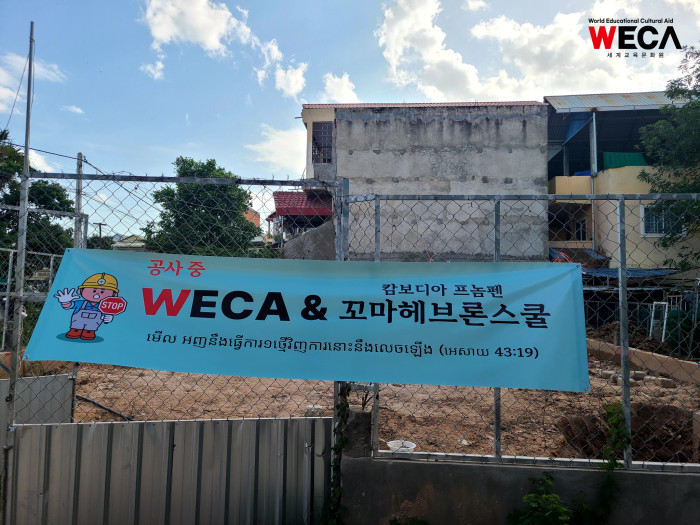 World Educational Cultural Aid
WECA
세계교육문화원
공사 중
STOP
캄보디아 프놈펜
WECA & 꼬마헤브론스쿨
មើល អញនឹងធ្វើការ១ថ្មីវិញការនោះនឹងលេចឡើង (អេសាយ 43:19)